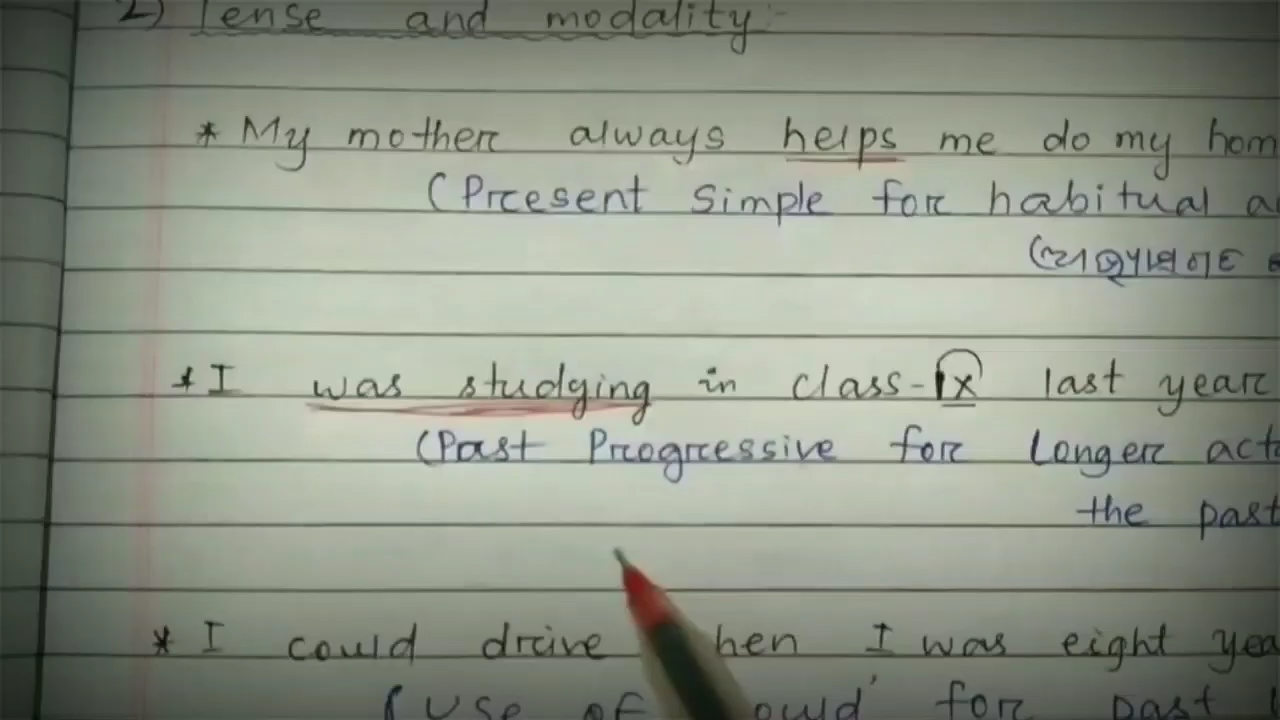 2) Tense and modality:-
* My mother always helps me do my hom
(Present Simple for habitual a
* I was studying in class-IX last year
(Past Progressive for Longer act
the past
* I could drive hen I was eight yea
(use of ould' for past